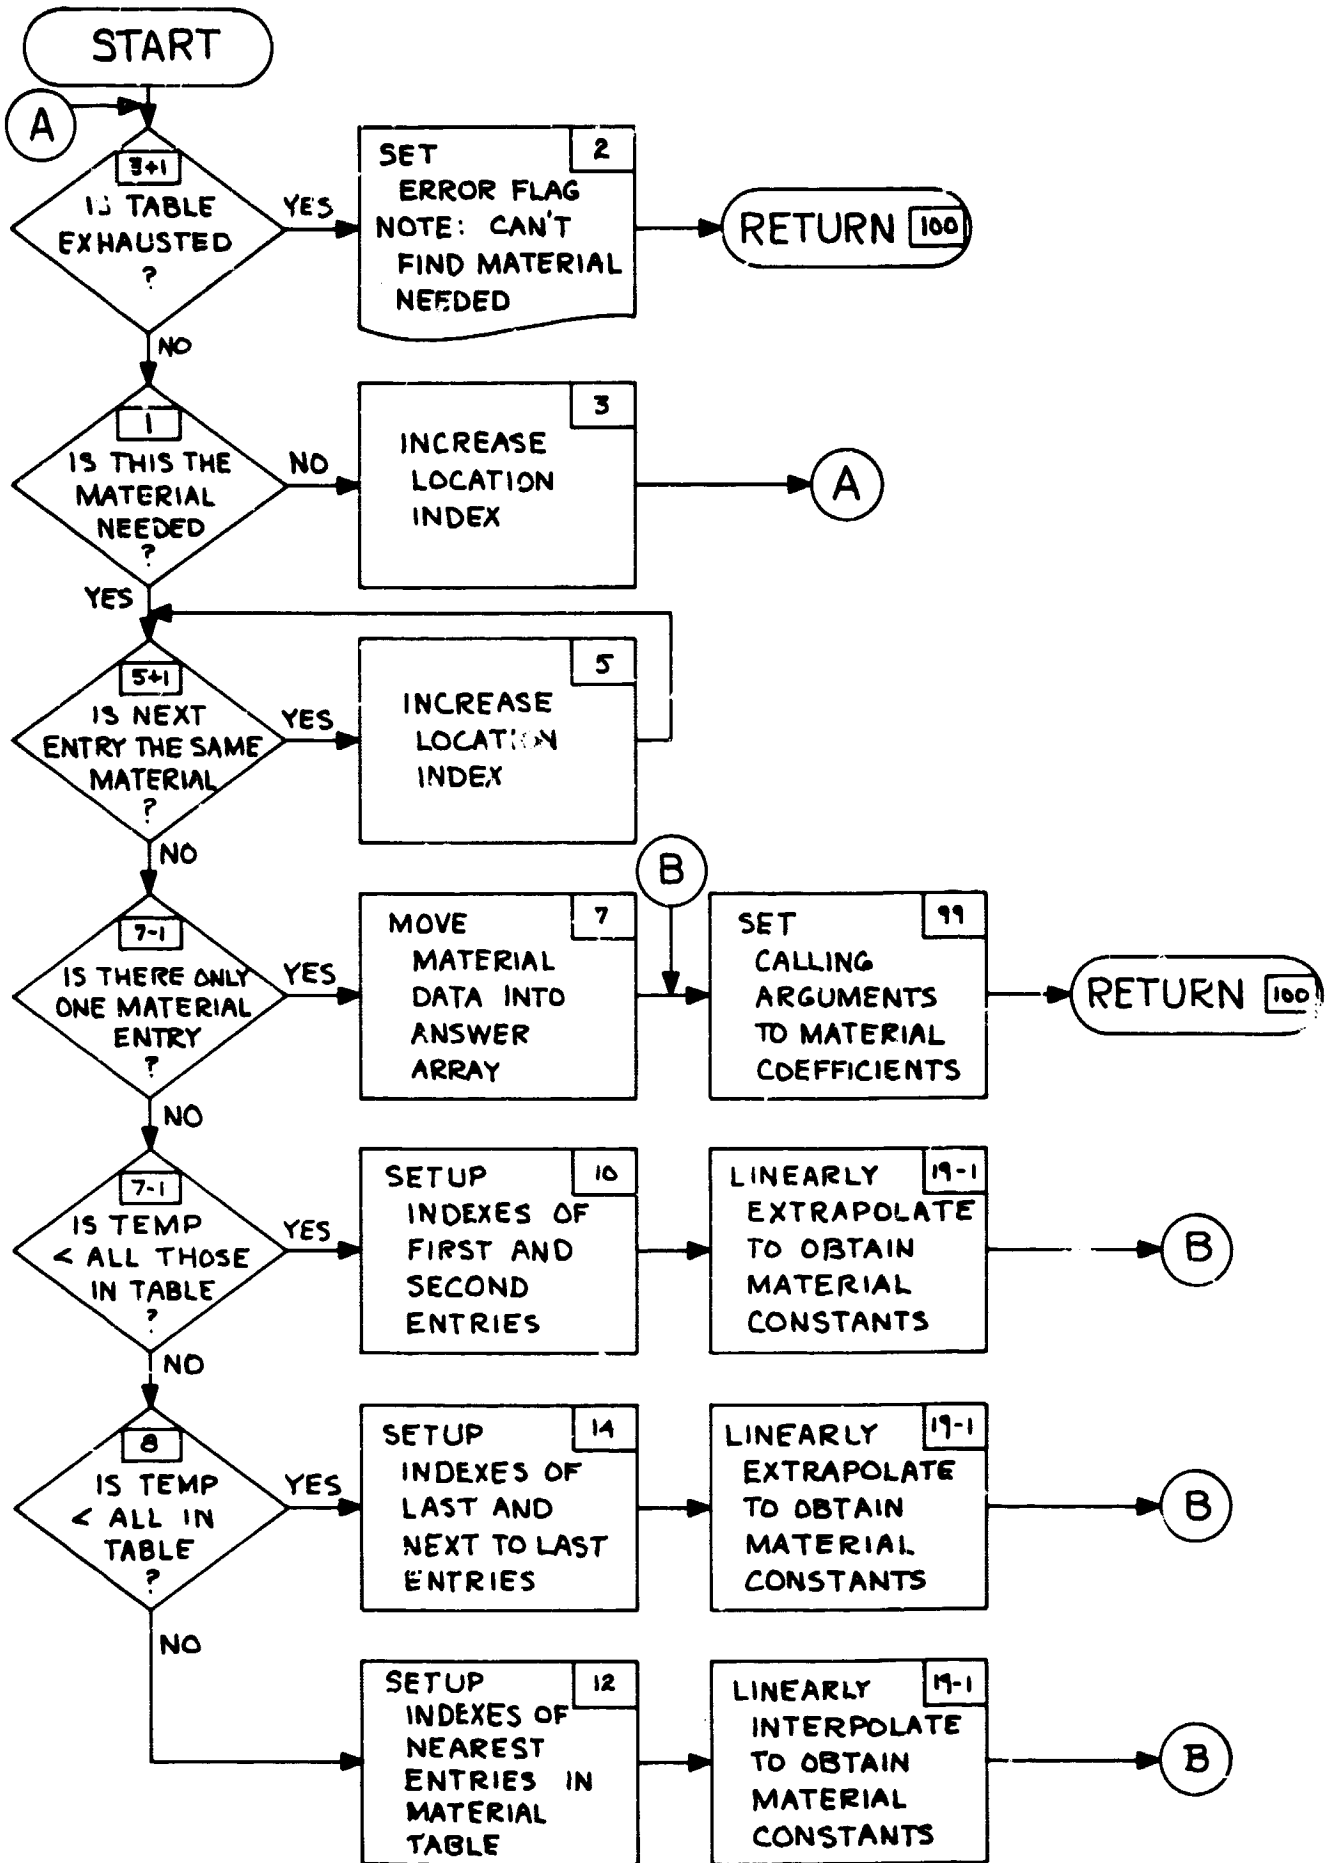 START
A
3+1
IS TABLE
EXHAUSTED
?
YES
2
SET
ERROR FLAG
NOTE: CAN'T
FIND MATERIAL
NEEDED
RETURN 100
NO
1
IS THIS THE
MATERIAL
NEEDED
?
NO
3
INCREASE
LOCATION
INDEX
A
YES
5+1
IS NEXT
ENTRY THE SAME
MATERIAL
?
YES
5
INCREASE
LOCATION
INDEX
NO
B
7-1
IS THERE ONLY
ONE MATERIAL
ENTRY
?
YES
7
MOVE
MATERIAL
DATA INTO
ANSWER
ARRAY
99
SET
CALLING
ARGUMENTS
TO MATERIAL
COEFFICIENTS
RETURN 100
NO
7-1
IS TEMP
< ALL THOSE
IN TABLE
?
YES
10
SETUP
INDEXES OF
FIRST AND
SECOND
ENTRIES
19-1
LINEARLY
EXTRAPOLATE
TO OBTAIN
MATERIAL
CONSTANTS
B
NO
8
IS TEMP
< ALL IN
TABLE
?
YES
14
SETUP
INDEXES OF
LAST AND
NEXT TO LAST
ENTRIES
19-1
LINEARLY
EXTRAPOLATE
TO OBTAIN
MATERIAL
CONSTANTS
B
NO
12
SETUP
INDEXES OF
NEAREST
ENTRIES IN
MATERIAL
TABLE
19-1
LINEARLY
INTERPOLATE
TO OBTAIN
MATERIAL
CONSTANTS
B